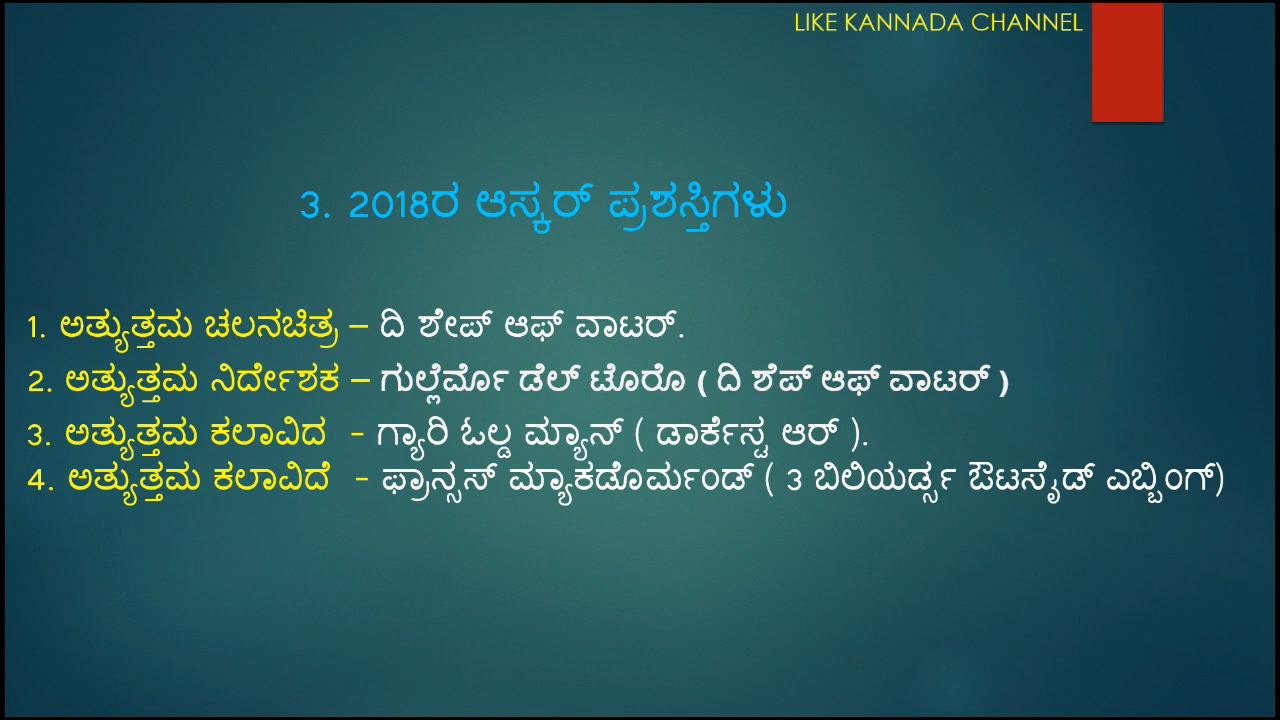 LIKE KANNADA CHANNEL
3. 2018ರ ಆಸ್ಕರ್ ಪ್ರಶಸ್ತಿಗಳು
1. ಅತ್ಯುತ್ತಮ ಚಲನಚಿತ್ರ – ದಿ ಶೇಪ್ ಆಫ್ ವಾಟರ್.
2. ಅತ್ಯುತ್ತಮ ನಿರ್ದೇಶಕ – ಗುಲ್ಲೆರ್ಮೊ ಡೆಲ್ ಟೊರೊ ( ದಿ ಶೆಪ್ ಆಫ್ ವಾಟರ್ )
3. ಅತ್ಯುತ್ತಮ ಕಲಾವಿದ - ಗ್ಯಾರಿ ಓಲ್ಡ ಮ್ಯಾನ್ ( ಡಾರ್ಕೆಸ್ಟ ಆರ್ ).
4. ಅತ್ಯುತ್ತಮ ಕಲಾವಿದೆ - ಫ್ರಾನ್ಸಸ್ ಮ್ಯಾಕಡೊರ್ಮಂಡ್ ( 3 ಬಿಲಿಯರ್ಡ್ಸ ಔಟಸೈಡ್ ಎಬ್ಬಿಂಗ್)